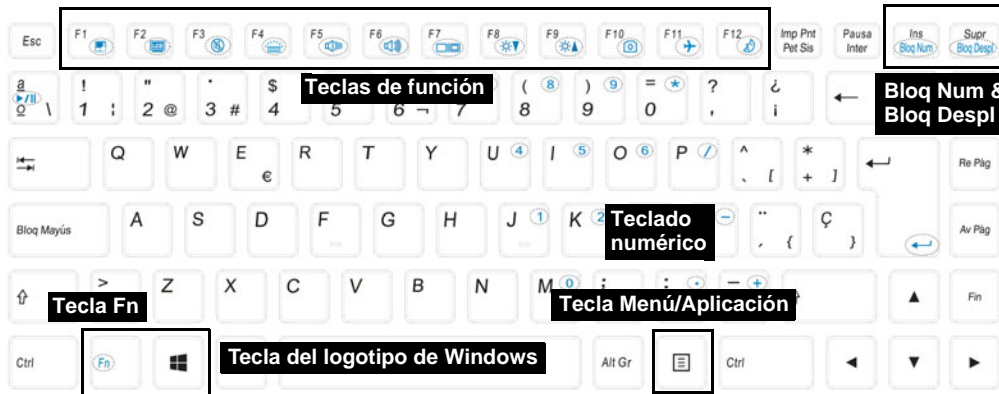 Esc F1 F2 LCD F3 F4 F5 F6 F7 F8 F9 F10 F11 F12 Imp Pnt Pet Sis Pausa Inter Ins Bloq Num Supr Bloq Despl
Teclas de función
a o \ ! 1 ¦ " 2 @ · 3 # $ 4 5 6 ¬ 7 ( 8 8 ) 9 9 = * 0 ? ' ¿ ¡ ←
Bloq Num &
Bloq Despl
Q W E € R T Y U 4 I 5 O 6 P / ^ ` [ * + ] Re Pàg
Bloq Mayús A S D F G H J 1 K 2 − ¨ ´ { Ç } Av Pàg
Teclado
numérico
⇧ > Z X C V B N M 0 ; : · − + ▲ Fin
Tecla Fn
Tecla Menú/Aplicación
Ctrl Fn Alt Gr Ctrl ◄ ▼ ►
Tecla del logotipo de Windows